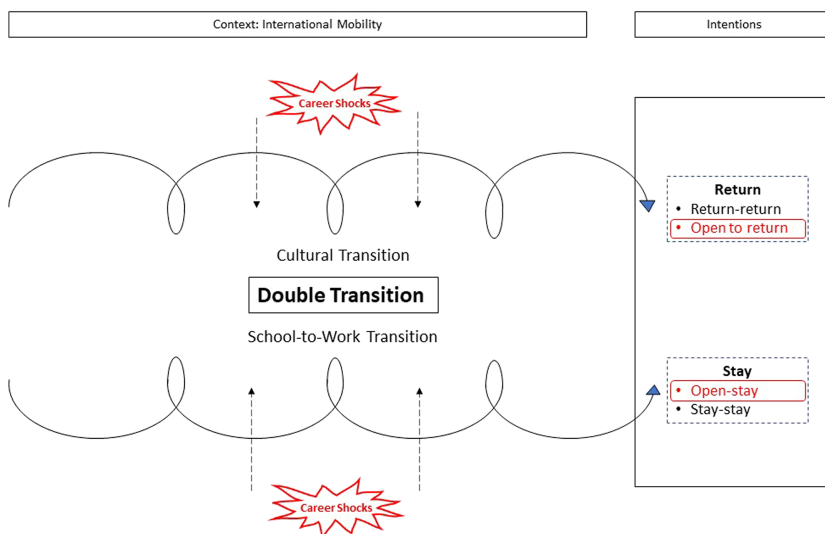 Context: International Mobility
Intentions
Career Shocks
Return
• Return-return
• Open to return
Cultural Transition
Double Transition
School-to-Work Transition
Stay
• Open-stay
• Stay-stay
Career Shocks